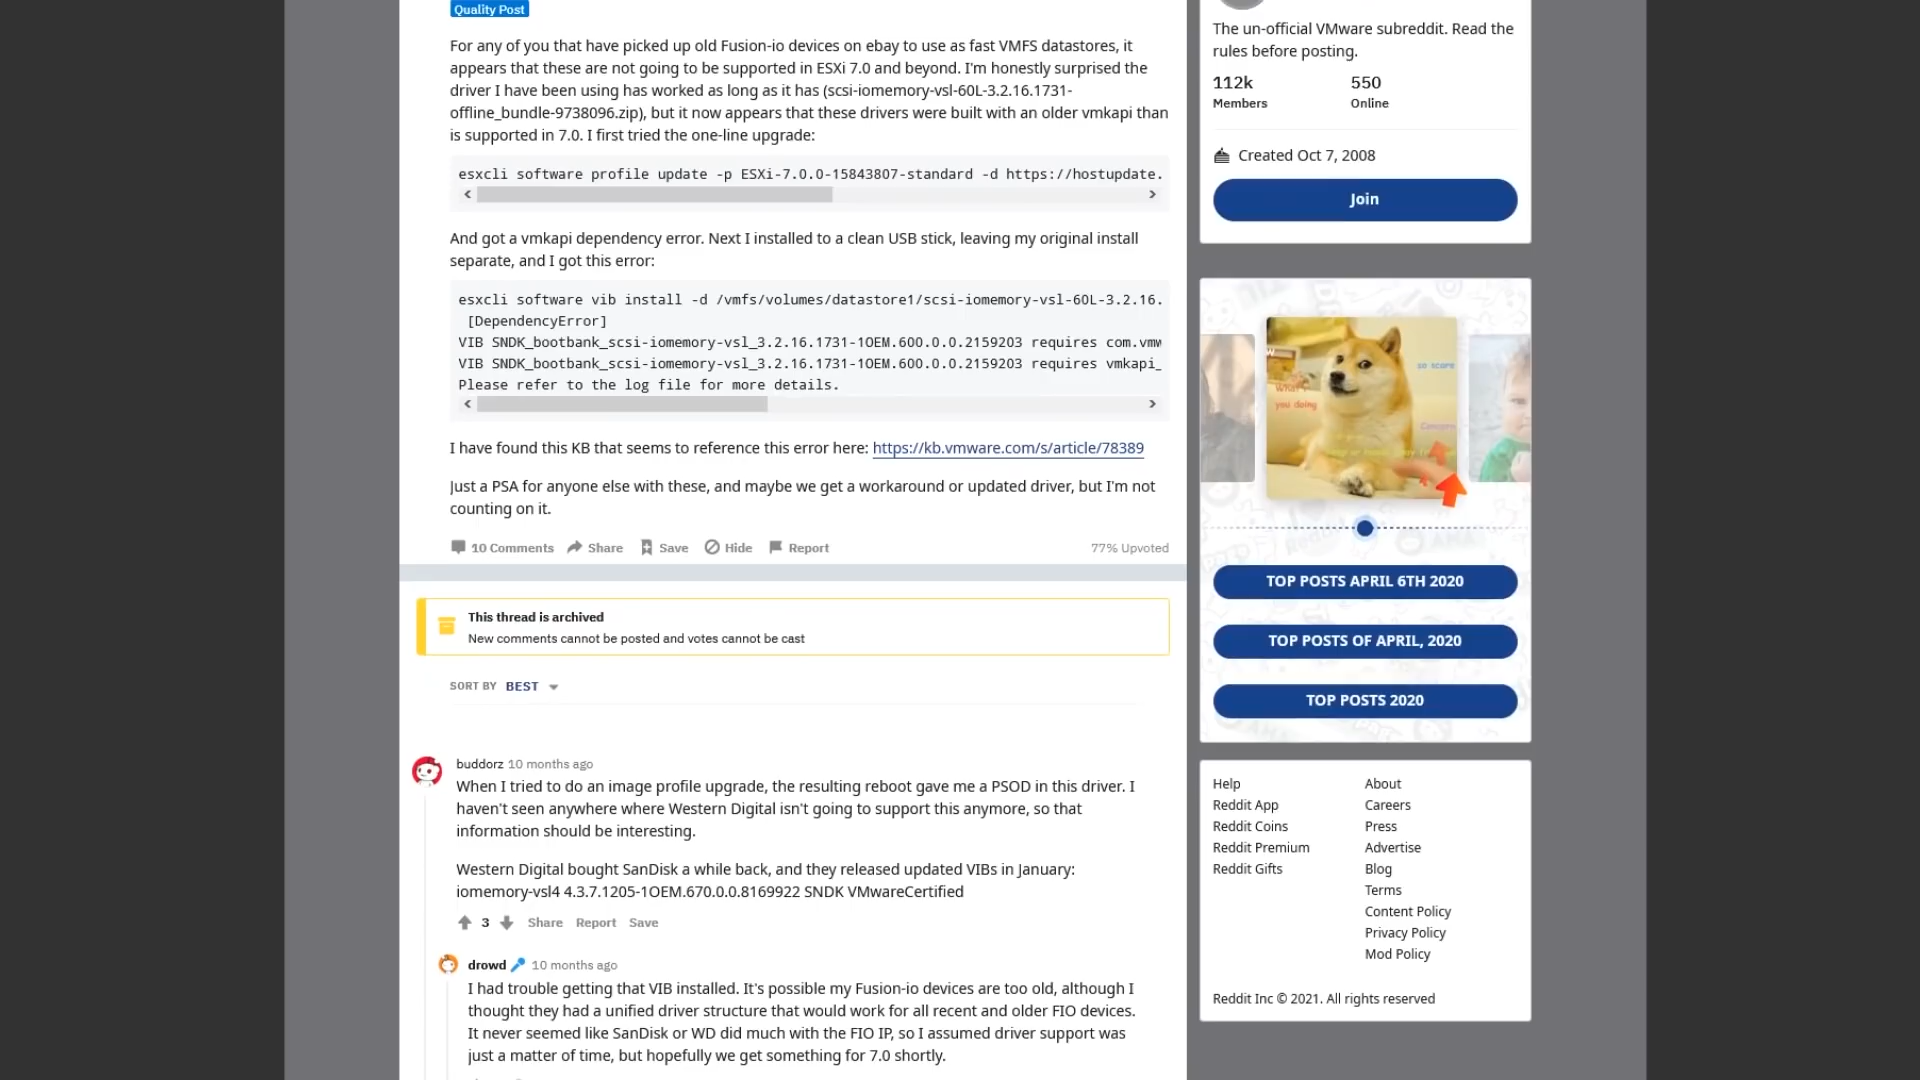 Quality Post
For any of you that have picked up old Fusion-io devices on ebay to use as fast VMFS datastores, it
appears that these are not going to be supported in ESXi 7.0 and beyond. I'm honestly surprised the
driver I have been using has worked as long as it has (scsi-iomemory-vsl-60L-3.2.16.1731-
offline_bundle-9738096.zip), but it now appears that these drivers were built with an older vmkapi than
is supported in 7.0. I first tried the one-line upgrade:
esxcli software profile update -p ESXi-7.0.0-15843807-standard -d https://hostupdate.
And got a vmkapi dependency error. Next I installed to a clean USB stick, leaving my original install
separate, and I got this error:
esxcli software vib install -d /vmfs/volumes/datastore1/scsi-iomemory-vsl-60L-3.2.16.
[DependencyError]
VIB SNDK_bootbank_scsi-iomemory-vsl_3.2.16.1731-1OEM.600.0.0.2159203 requires com.vmw
VIB SNDK_bootbank_scsi-iomemory-vsl_3.2.16.1731-1OEM.600.0.0.2159203 requires vmkapi_
Please refer to the log file for more details.
I have found this KB that seems to reference this error here: https://kb.vmware.com/s/article/78389
Just a PSA for anyone else with these, and maybe we get a workaround or updated driver, but I'm not
counting on it.
10 Comments Share Save Hide Report 77% Upvoted
This thread is archived
New comments cannot be posted and votes cannot be cast
SORT BY BEST
buddorz 10 months ago
When I tried to do an image profile upgrade, the resulting reboot gave me a PSOD in this driver. I
haven't seen anywhere where Western Digital isn't going to support this anymore, so that
information should be interesting.
Western Digital bought SanDisk a while back, and they released updated VIBs in January:
iomemory-vsl4 4.3.7.1205-1OEM.670.0.0.8169922 SNDK VMwareCertified
3 Share Report Save
drowd 10 months ago
I had trouble getting that VIB installed. It's possible my Fusion-io devices are too old, although I
thought they had a unified driver structure that would work for all recent and older FIO devices.
It never seemed like SanDisk or WD did much with the FIO IP, so I assumed driver support was
just a matter of time, but hopefully we get something for 7.0 shortly.
The un-official VMware subreddit. Read the
rules before posting.
112k 550
Members Online
Created Oct 7, 2008
Join
so scare
you doing
Concern
TOP POSTS APRIL 6TH 2020
TOP POSTS OF APRIL, 2020
TOP POSTS 2020
Help About
Reddit App Careers
Reddit Coins Press
Reddit Premium Advertise
Reddit Gifts Blog
Terms
Content Policy
Privacy Policy
Mod Policy
Reddit Inc © 2021. All rights reserved